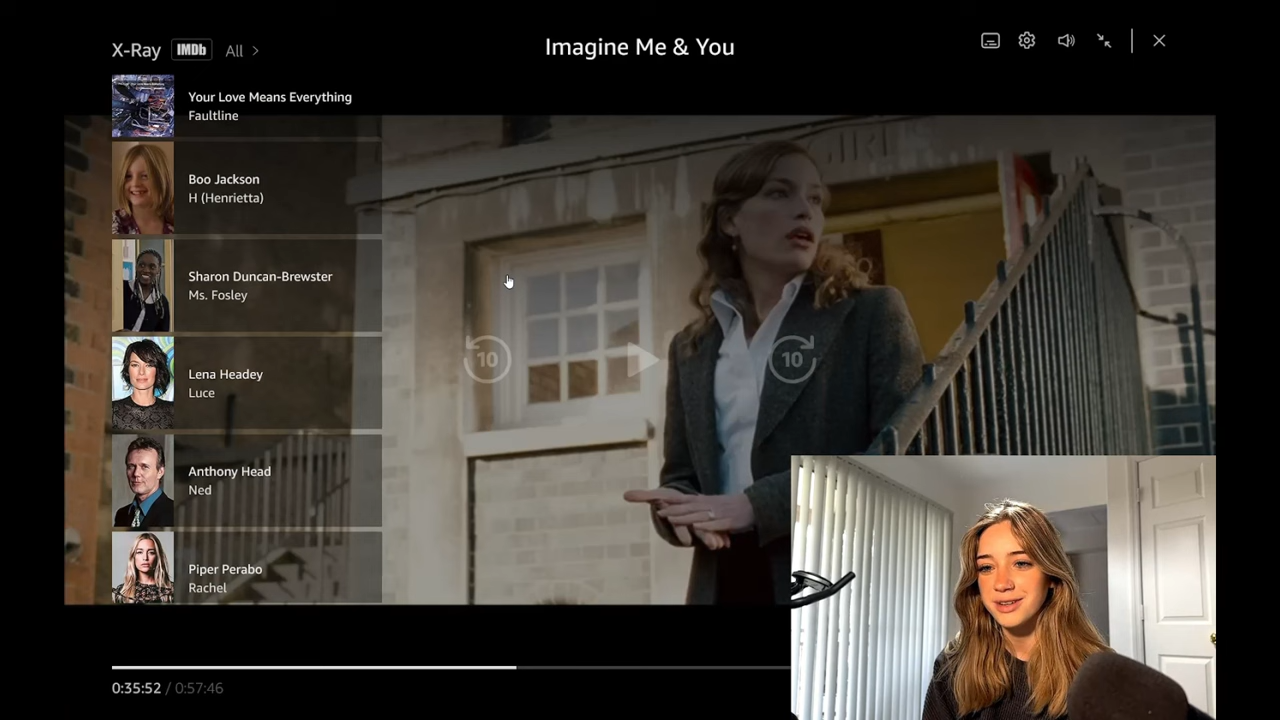 X-Ray IMDb All >
Imagine Me & You
Your Love Means Everything
Faultline
Boo Jackson
H (Henrietta)
Sharon Duncan-Brewster
Ms. Fosley
Lena Headey
Luce
Anthony Head
Ned
Piper Perabo
Rachel
GIRLS
10
10
0:35:52 / 0:57:46